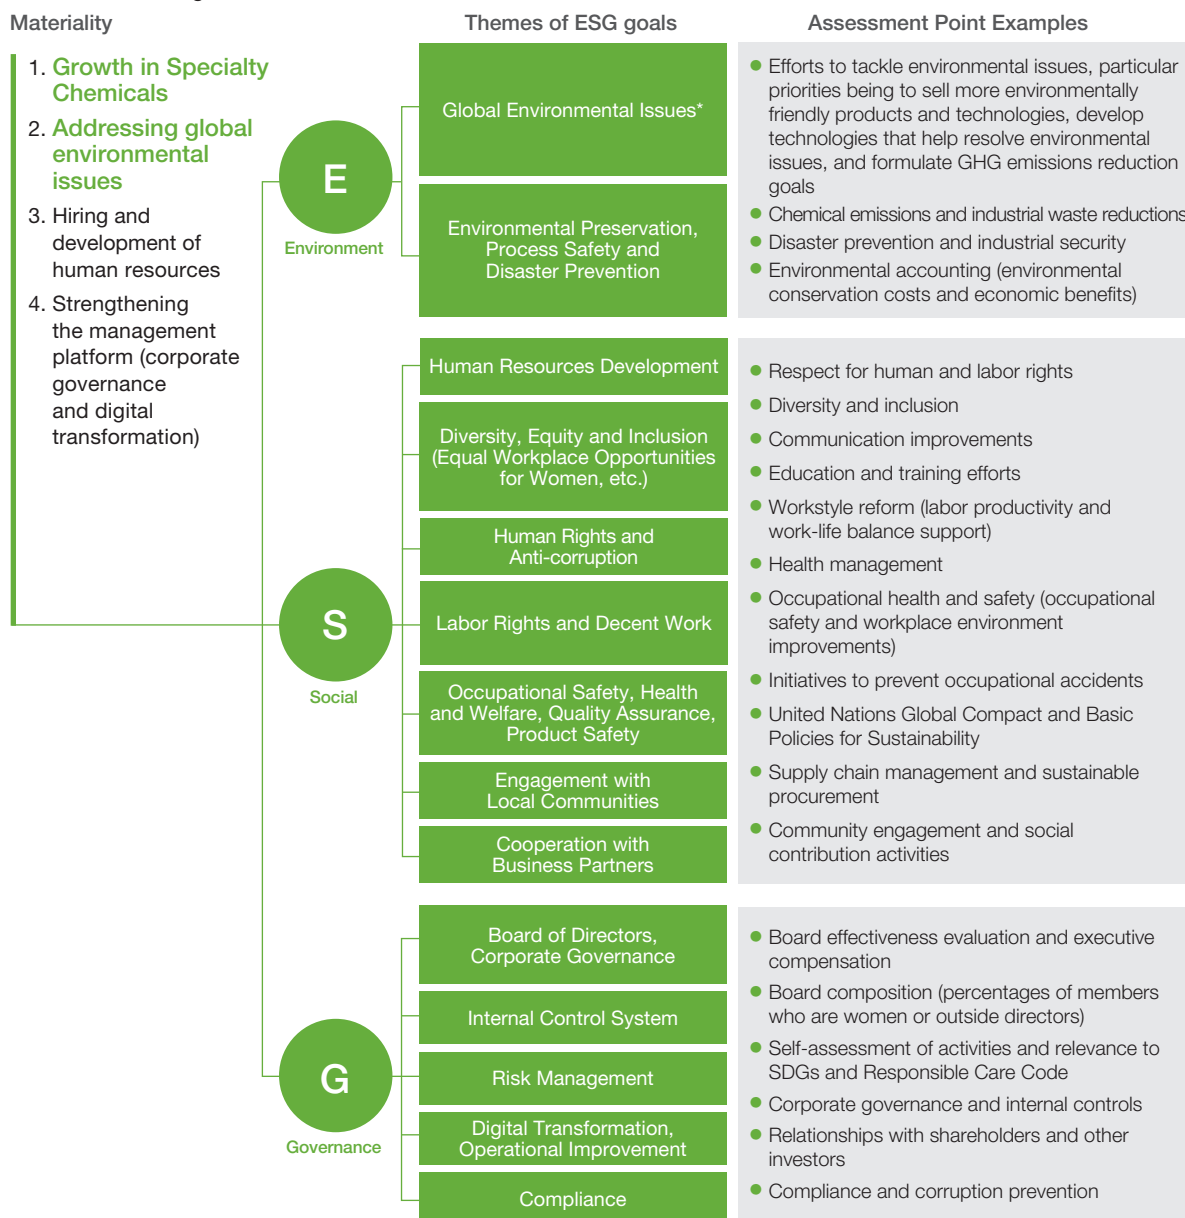 Materiality
Themes of ESG goals
Assessment Point Examples
1. Growth in Specialty
Chemicals
2. Addressing global
environmental
issues
3. Hiring and
development of
human resources
4. Strengthening
the management
platform (corporate
governance
and digital
transformation)
E
Environment
Global Environmental Issues*
Environmental Preservation,
Process Safety and
Disaster Prevention
● Efforts to tackle environmental issues, particular
priorities being to sell more environmentally
friendly products and technologies, develop
technologies that help resolve environmental
issues, and formulate GHG emissions reduction
goals
● Chemical emissions and industrial waste reductions
● Disaster prevention and industrial security
● Environmental accounting (environmental
conservation costs and economic benefits)
S
Social
Human Resources Development
Diversity, Equity and Inclusion
(Equal Workplace Opportunities
for Women, etc.)
Human Rights and
Anti-corruption
Labor Rights and Decent Work
Occupational Safety, Health
and Welfare, Quality Assurance,
Product Safety
Engagement with
Local Communities
Cooperation with
Business Partners
● Respect for human and labor rights
● Diversity and inclusion
● Communication improvements
● Education and training efforts
● Workstyle reform (labor productivity and
work-life balance support)
● Health management
● Occupational health and safety (occupational
safety and workplace environment
improvements)
● Initiatives to prevent occupational accidents
● United Nations Global Compact and Basic
Policies for Sustainability
● Supply chain management and sustainable
procurement
● Community engagement and social
contribution activities
G
Governance
Board of Directors,
Corporate Governance
Internal Control System
Risk Management
Digital Transformation,
Operational Improvement
Compliance
● Board effectiveness evaluation and executive
compensation
● Board composition (percentages of members
who are women or outside directors)
● Self-assessment of activities and relevance to
SDGs and Responsible Care Code
● Corporate governance and internal controls
● Relationships with shareholders and other
investors
● Compliance and corruption prevention